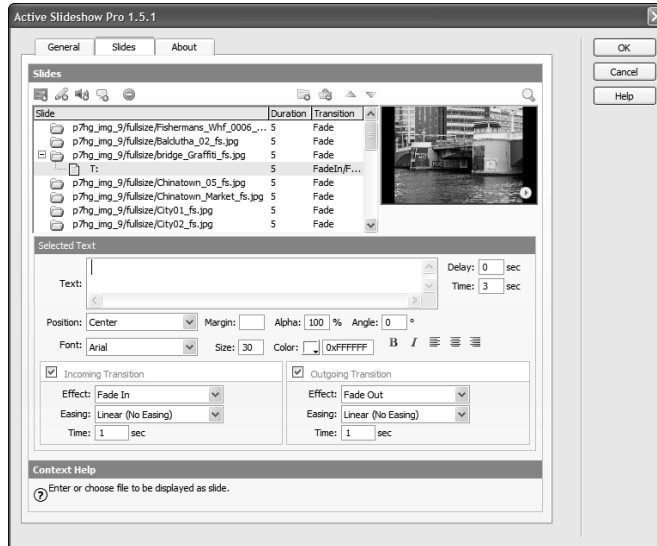 Active Slideshow Pro 1.5.1
General Slides About
OK
Cancel
Help
Slides
Slide Duration Transition
p7hg_img_9/fullsize/Fishermans_Whf_0006_... 5 Fade
p7hg_img_9/fullsize/Balclutha_02_fs.jpg 5 Fade
p7hg_img_9/fullsize/bridge_Graffiti_fs.jpg 5 Fade
T: 5 FadeIn/F...
p7hg_img_9/fullsize/Chinatown_05_fs.jpg 5 Fade
p7hg_img_9/fullsize/Chinatown_Market_fs.jpg 5 Fade
p7hg_img_9/fullsize/City01_fs.jpg 5 Fade
p7hg_img_9/fullsize/City02_fs.jpg 5 Fade
Selected Text
Text:
Delay: 0 sec
Time: 3 sec
Position: Center Margin: Alpha: 100 % Angle: 0 °
Font: Arial Size: 30 Color: 0xFFFFFF B I
Incoming Transition
Effect: Fade In
Easing: Linear (No Easing)
Time: 1 sec
Outgoing Transition
Effect: Fade Out
Easing: Linear (No Easing)
Time: 1 sec
Context Help
Enter or choose file to be displayed as slide.